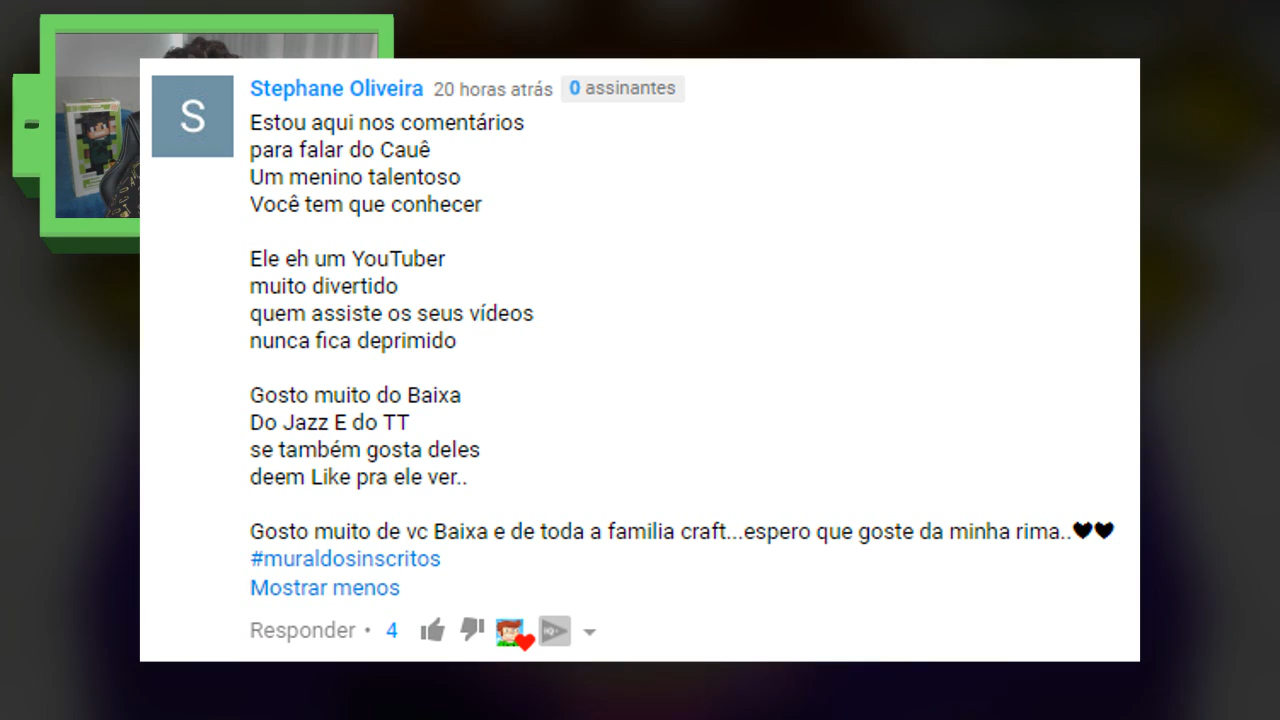 S
Stephane Oliveira 20 horas atrás 0 assinantes
Estou aqui nos comentários
para falar do Cauê
Um menino talentoso
Você tem que conhecer
Ele eh um YouTuber
muito divertido
quem assiste os seus vídeos
nunca fica deprimido
Gosto muito do Baixa
Do Jazz E do TT
se também gosta deles
deem Like pra ele ver..
Gosto muito de vc Baixa e de toda a familia craft...espero que goste da minha rima..🖤🖤
#muraldosinscritos
Mostrar menos
Responder • 4